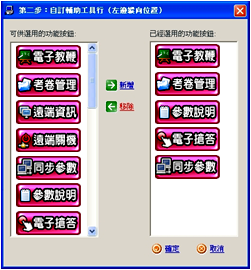 第二步：自訂輔助工具行（左邊縱向位置）
可供選用的功能按鈕:
電子教鞭
考卷管理
遠端資訊
遠端關機
同步參數
參數說明
電子搶答
新增
移除
已經選用的功能按鈕:
電子教鞭
考卷管理
參數說明
電子搶答
同步參數
確定
取消